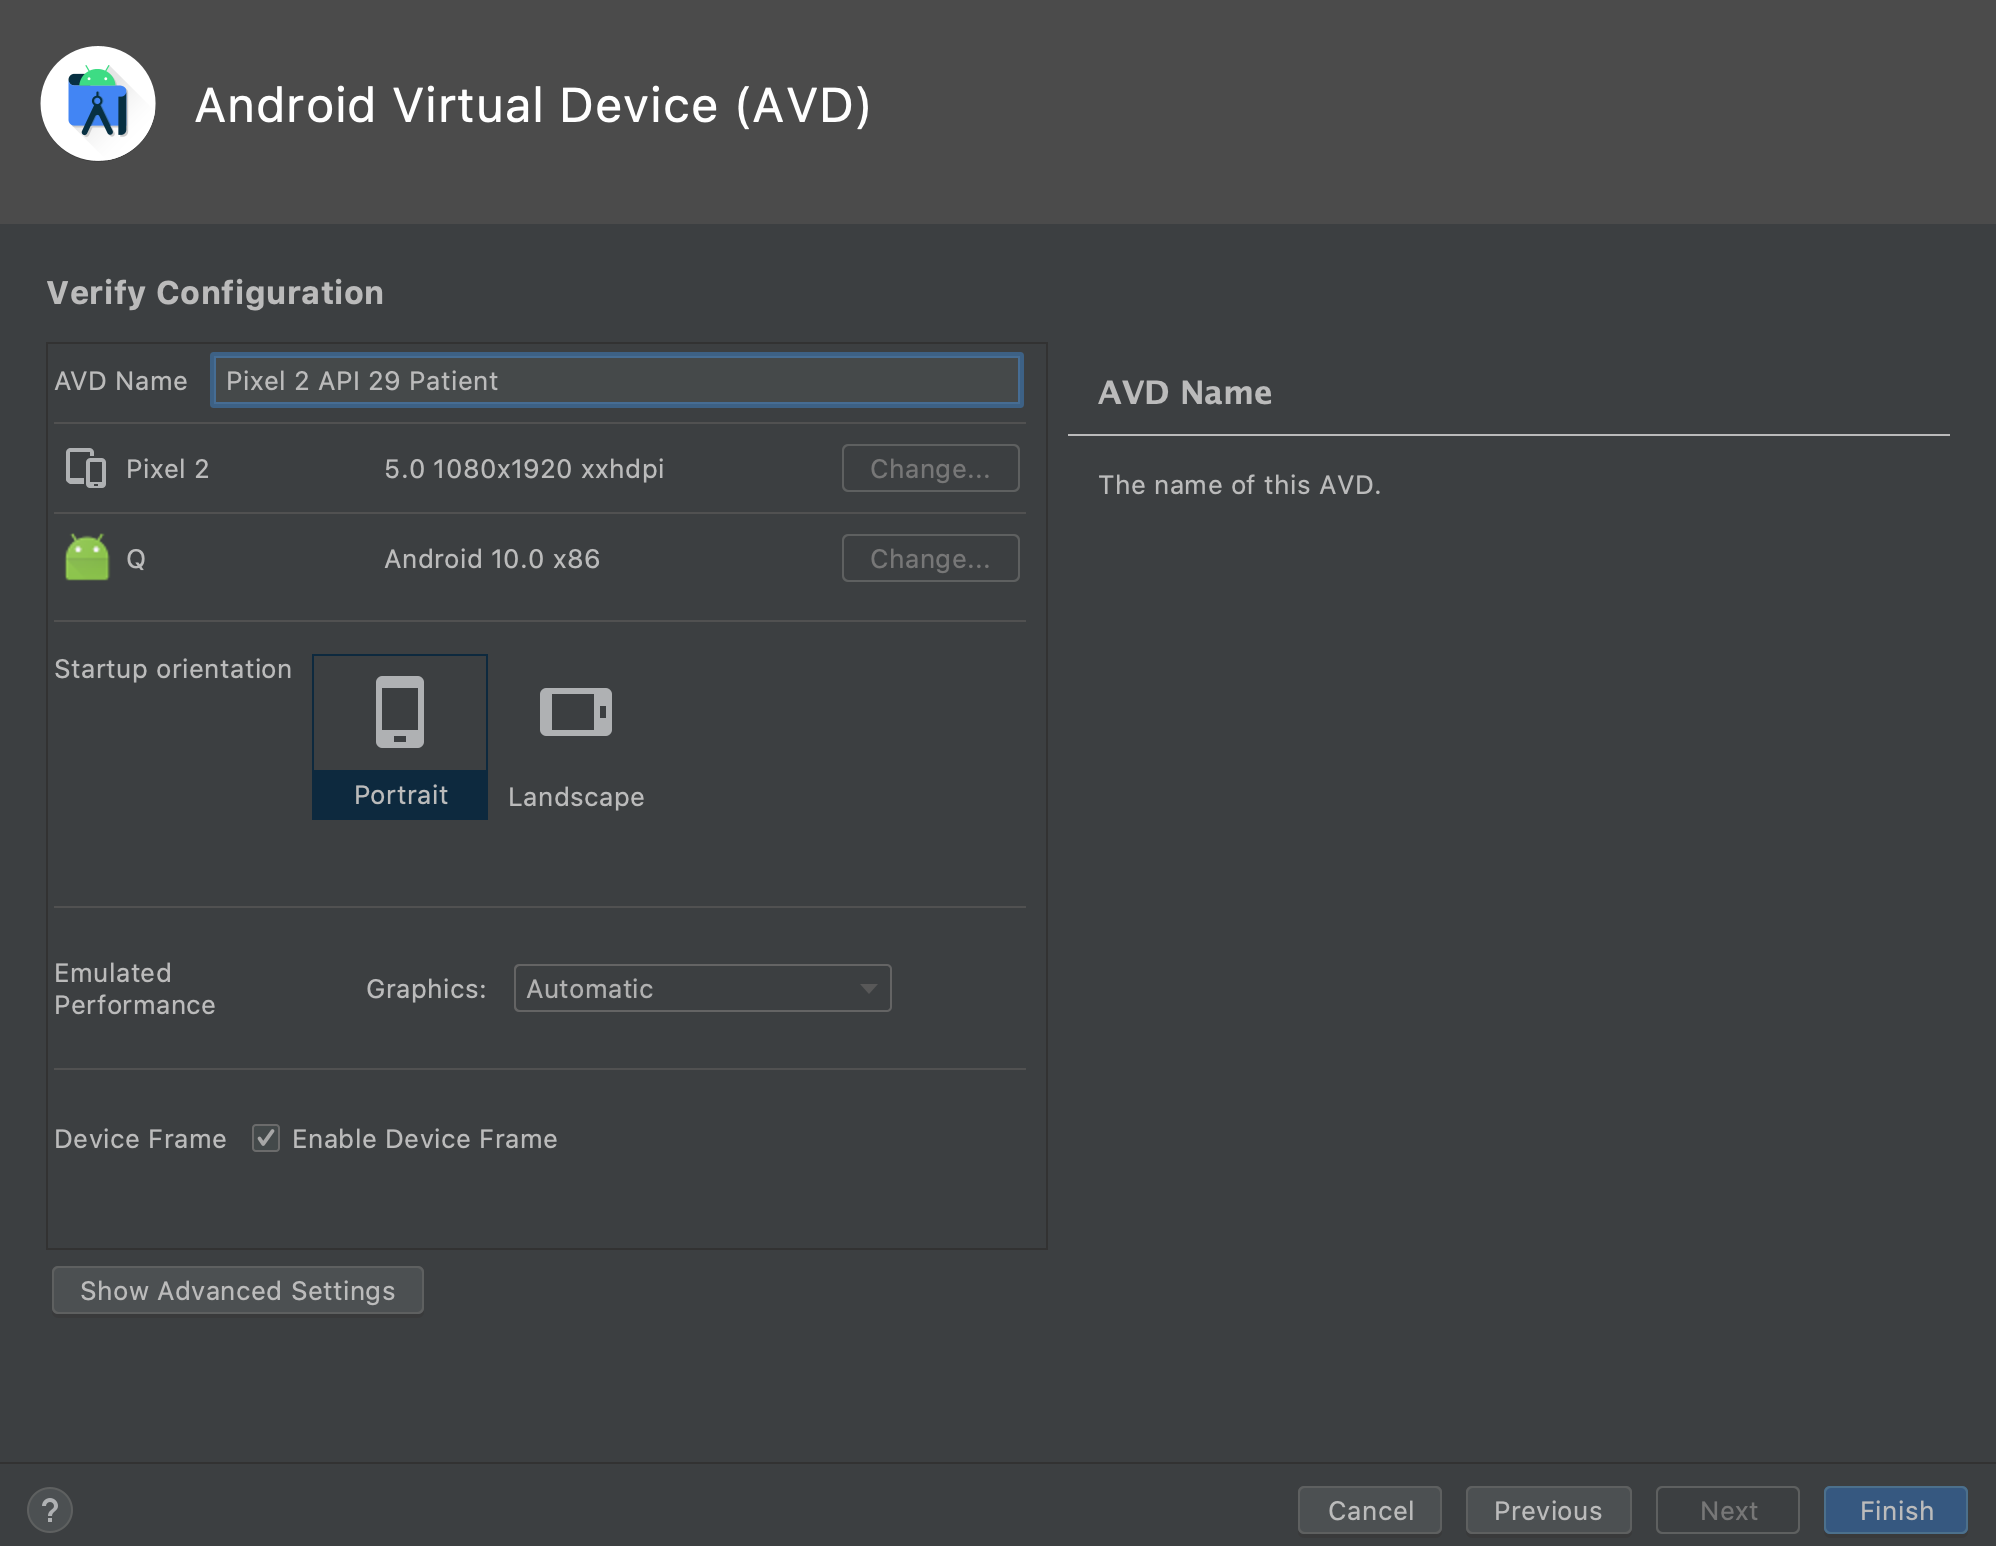 Android Virtual Device (AVD)
Verify Configuration
AVD Name Pixel 2 API 29 Patient
Pixel 2 5.0 1080x1920 xxhdpi Change...
Q Android 10.0 x86 Change...
Startup orientation
Portrait Landscape
Emulated
Performance
Graphics: Automatic
Device Frame Enable Device Frame
Show Advanced Settings
AVD Name
The name of this AVD.
? Cancel Previous Next Finish